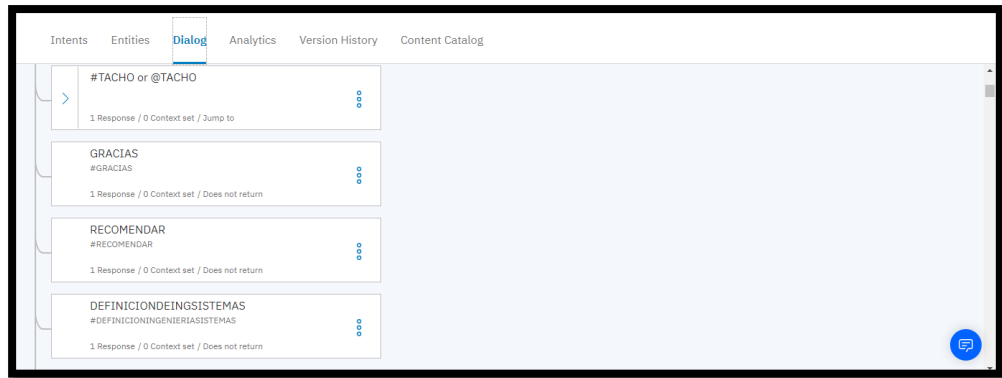 Intents Entities Dialog Analytics Version History Content Catalog
#TACHO or @TACHO
1 Response / 0 Context set / Jump to
GRACIAS
#GRACIAS
1 Response / 0 Context set / Does not return
RECOMENDAR
#RECOMENDAR
1 Response / 0 Context set / Does not return
DEFINICIONDEINGSISTEMAS
#DEFINICIONINGENIERIASISTEMAS
1 Response / 0 Context set / Does not return